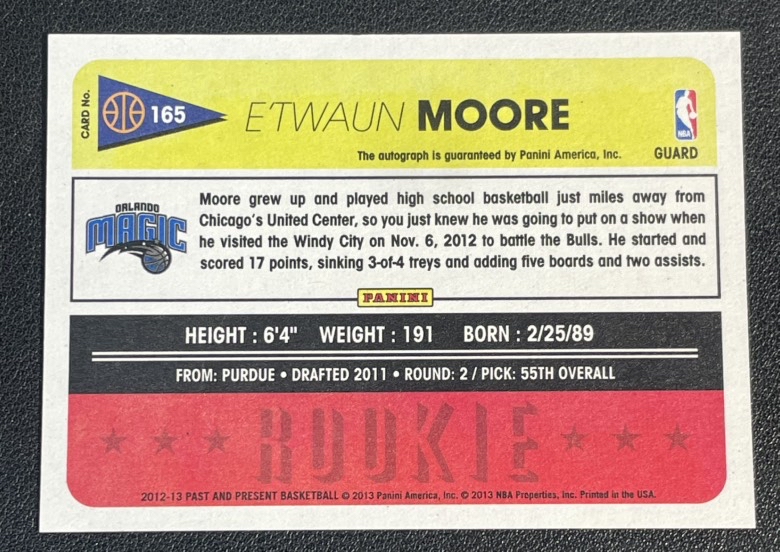 CARD No.
165
E'TWAUN MOORE
NBA
The autograph is guaranteed by Panini America, Inc.
GUARD
ORLANDO
MAGIC
Moore grew up and played high school basketball just miles away from
Chicago's United Center, so you just knew he was going to put on a show when
he visited the Windy City on Nov. 6, 2012 to battle the Bulls. He started and
scored 17 points, sinking 3-of-4 treys and adding five boards and two assists.
PANINI
HEIGHT : 6'4" WEIGHT : 191 BORN : 2/25/89
FROM: PURDUE • DRAFTED 2011 • ROUND: 2 / PICK: 55TH OVERALL
ROOKIE
2012-13 PAST AND PRESENT BASKETBALL © 2013 Panini America, Inc. © 2013 NBA Properties, Inc. Printed in the USA.